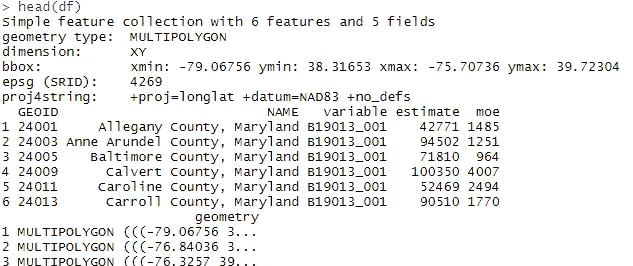 > head(df)
Simple feature collection with 6 features and 5 fields
geometry type:  MULTIPOLYGON
dimension:      XY
bbox:           xmin: -79.06756 ymin: 38.31653 xmax: -75.70736 ymax: 39.72304
epsg (SRID):    4269
proj4string:    +proj=longlat +datum=NAD83 +no_defs
  GEOID                          NAME   variable estimate  moe
1 24001     Allegany County, Maryland B19013_001    42771 1485
2 24003 Anne Arundel County, Maryland B19013_001    94502 1251
3 24005    Baltimore County, Maryland B19013_001    71810  964
4 24009      Calvert County, Maryland B19013_001   100350 4007
5 24011     Caroline County, Maryland B19013_001    52469 2494
6 24013      Carroll County, Maryland B19013_001    90510 1770
                        geometry
1 MULTIPOLYGON (((-79.06756 3...
2 MULTIPOLYGON (((-76.84036 3...
3 MULTIPOLYGON (((-76.3257 39...